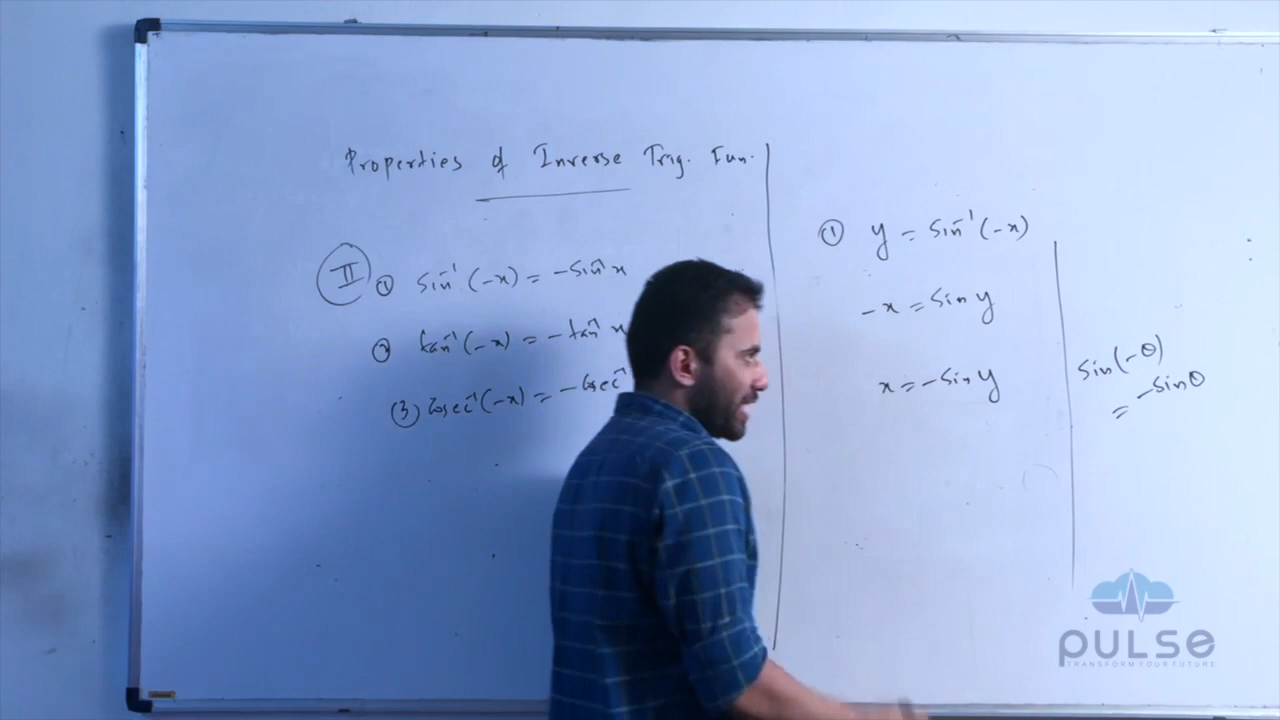 Properties of Inverse Trig. Fun.
II ① sin⁻¹(-x) = -sin⁻¹x
② tan⁻¹(-x) = -tan⁻¹x
③ Cosec⁻¹(-x) = -Cosec⁻¹
① y = sin⁻¹(-x)
-x = sin y
x = -sin y
sin(-θ)
= -sinθ
PULSE
TRANSFORM YOUR FUTURE